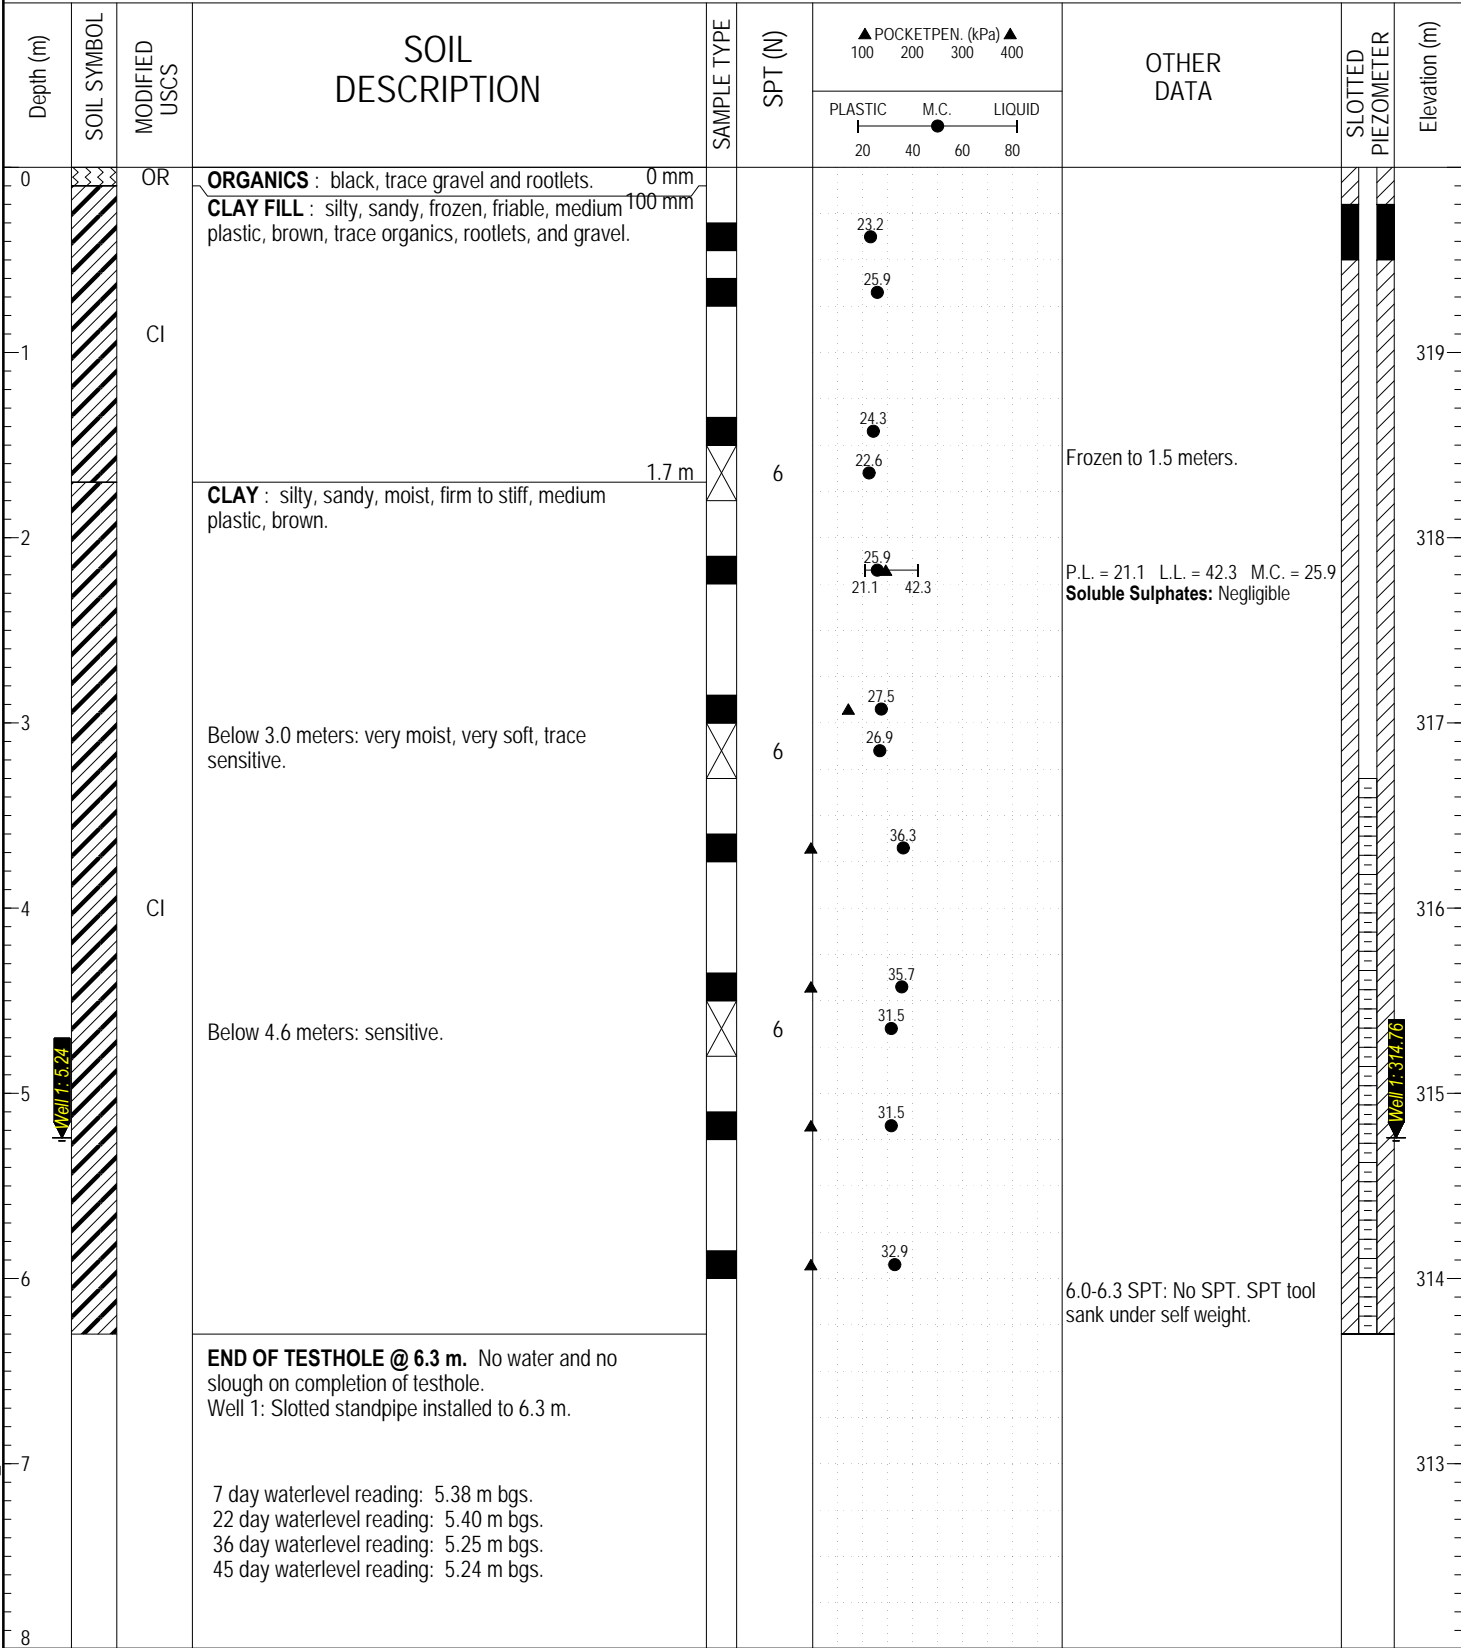 Depth (m)
SOIL SYMBOL
MODIFIED
USCS
SOIL
DESCRIPTION
SAMPLE TYPE
SPT (N)
▲ POCKETPEN. (kPa) ▲
100 200 300 400
PLASTIC M.C. LIQUID
20 40 60 80
OTHER
DATA
SLOTTED
PIEZOMETER
Elevation (m)
0
OR
ORGANICS : black, trace gravel and rootlets. 0 mm
100 mm
CLAY FILL : silty, sandy, frozen, friable, medium
plastic, brown, trace organics, rootlets, and gravel.
23.2
25.9
CI
1
319
24.3
Frozen to 1.5 meters.
22.6
1.7 m
6
CLAY : silty, sandy, moist, firm to stiff, medium
plastic, brown.
2
318
25.9
21.1 42.3
P.L. = 21.1 L.L. = 42.3 M.C. = 25.9
Soluble Sulphates: Negligible
27.5
3
317
Below 3.0 meters: very moist, very soft, trace
sensitive.
26.9
6
36.3
4
CI
316
35.7
31.5
Below 4.6 meters: sensitive.
6
Well 1: 5.24
Well 1: 314.76
5
315
31.5
32.9
6
314
6.0-6.3 SPT: No SPT. SPT tool
sank under self weight.
END OF TESTHOLE @ 6.3 m. No water and no
slough on completion of testhole.
Well 1: Slotted standpipe installed to 6.3 m.
7
313
7 day waterlevel reading: 5.38 m bgs.
22 day waterlevel reading: 5.40 m bgs.
36 day waterlevel reading: 5.25 m bgs.
45 day waterlevel reading: 5.24 m bgs.
8